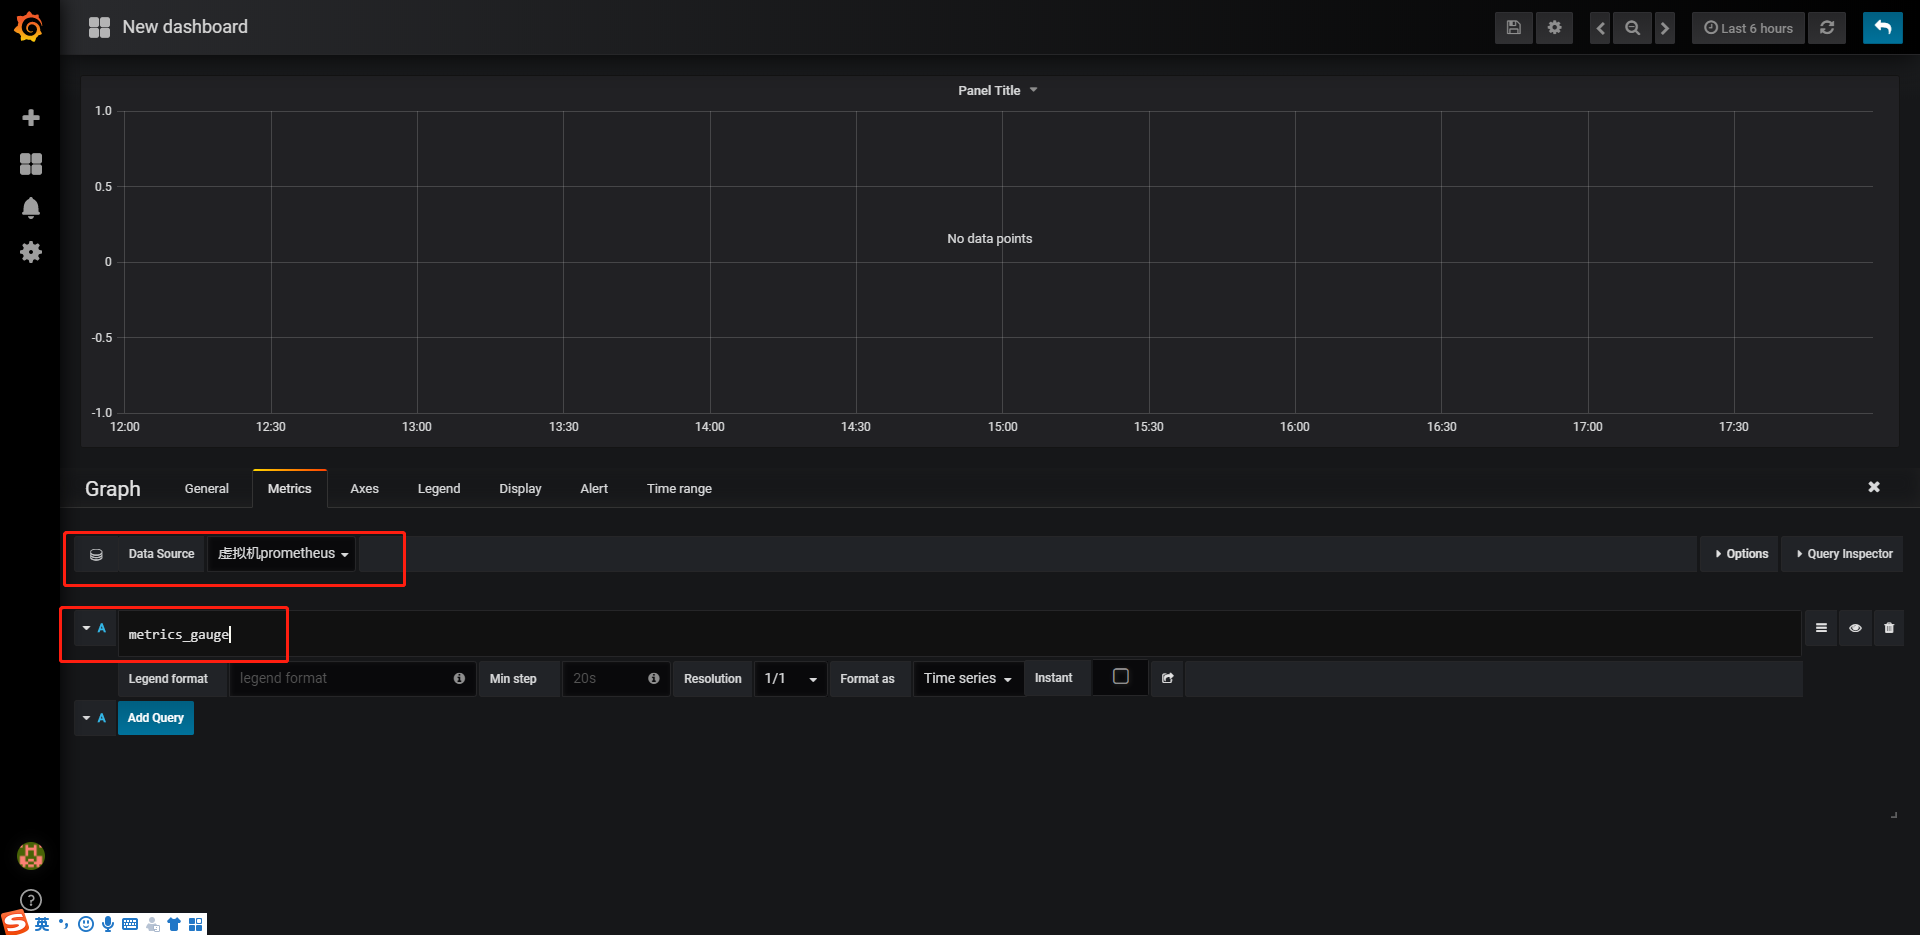 New dashboard
Last 6 hours
Panel Title
1.0
0.5
No data points
0
-0.5
-1.0
12:00 12:30 13:00 13:30 14:00 14:30 15:00 15:30 16:00 16:30 17:00 17:30
Graph General Metrics Axes Legend Display Alert Time range
Data Source 虚拟机prometheus Options Query Inspector
A metrics_gauge
Legend format legend format Min step 20s Resolution 1/1 Format as Time series Instant
A Add Query
?
S 英